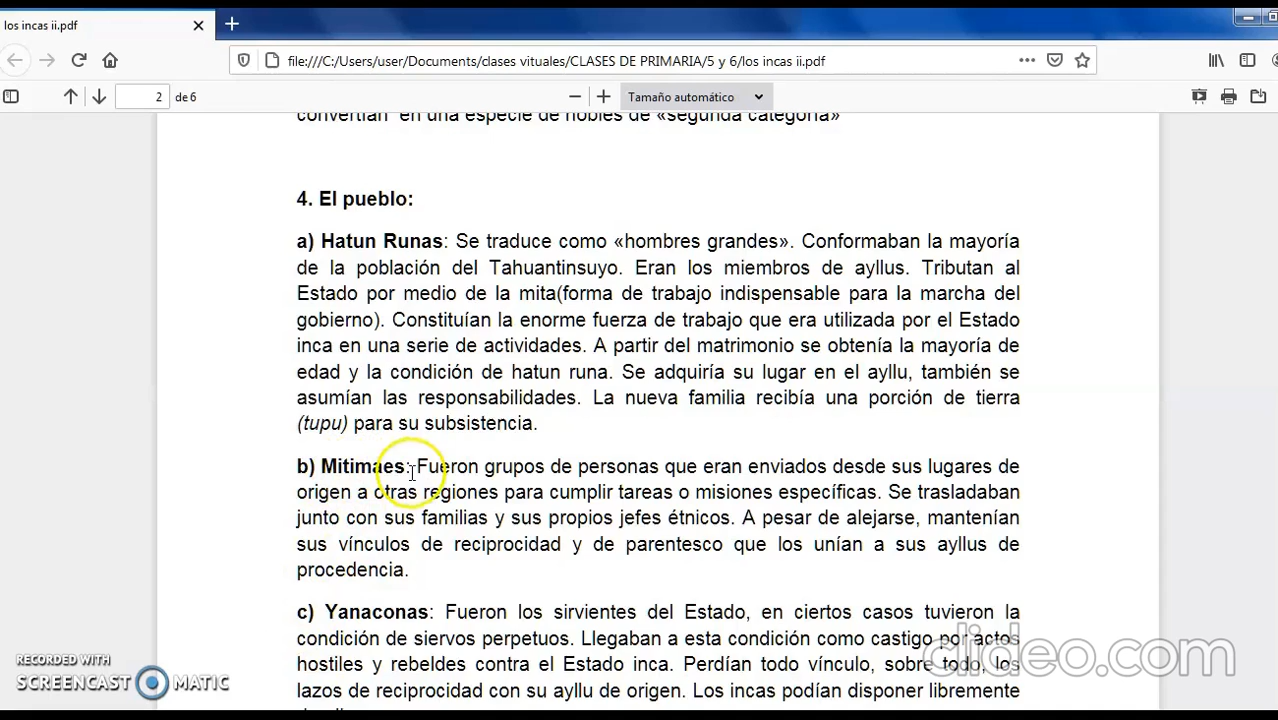 los incas ii.pdf
file:///C:/Users/user/Documents/clases vituales/CLASES DE PRIMARIA/5 y 6/los incas ii.pdf
2 de 6
Tamaño automático
convertían en una especie de nobles de «segunda categoría»
4. El pueblo:
a) Hatun Runas: Se traduce como «hombres grandes». Conformaban la mayoría
de la población del Tahuantinsuyo. Eran los miembros de ayllus. Tributan al
Estado por medio de la mita(forma de trabajo indispensable para la marcha del
gobierno). Constituían la enorme fuerza de trabajo que era utilizada por el Estado
inca en una serie de actividades. A partir del matrimonio se obtenía la mayoría de
edad y la condición de hatun runa. Se adquiría su lugar en el ayllu, también se
asumían las responsabilidades. La nueva familia recibía una porción de tierra
(tupu) para su subsistencia.
b) Mitimaes: Fueron grupos de personas que eran enviados desde sus lugares de
origen a otras regiones para cumplir tareas o misiones específicas. Se trasladaban
junto con sus familias y sus propios jefes étnicos. A pesar de alejarse, mantenían
sus vínculos de reciprocidad y de parentesco que los unían a sus ayllus de
procedencia.
c) Yanaconas: Fueron los sirvientes del Estado, en ciertos casos tuvieron la
condición de siervos perpetuos. Llegaban a esta condición como castigo por actos
hostiles y rebeldes contra el Estado inca. Perdían todo vínculo, sobre todo, los
lazos de reciprocidad con su ayllu de origen. Los incas podían disponer libremente
clideo.com
RECORDED WITH
SCREENCAST MATIC